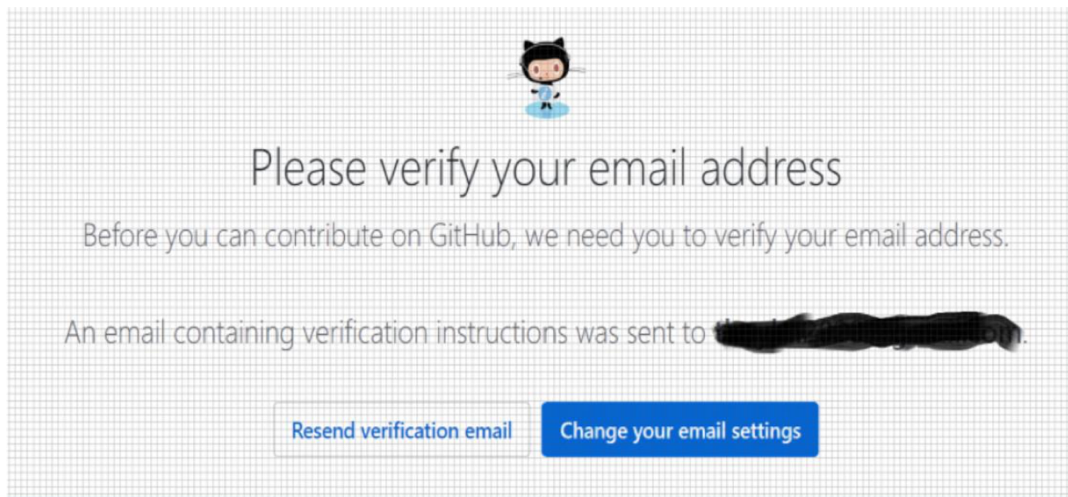 Please verify your email address
Before you can contribute on GitHub, we need you to verify your email address.
An email containing verification instructions was sent to
Resend verification email
Change your email settings